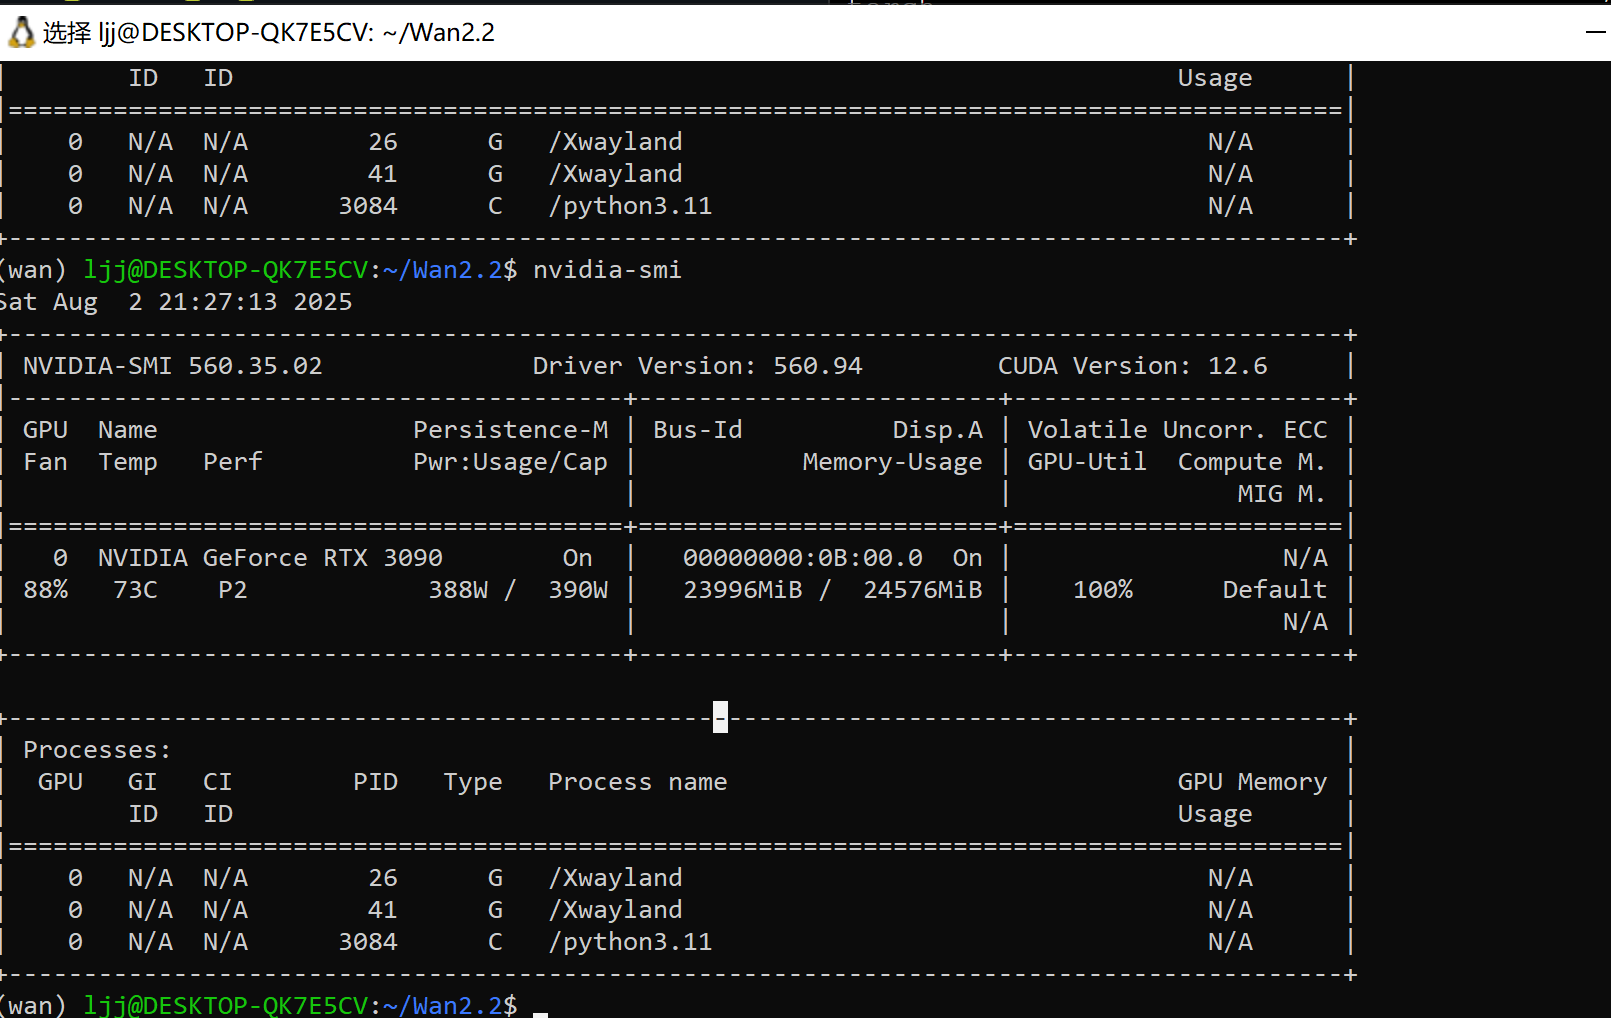 选择 ljj@DESKTOP-QK7E5CV: ~/Wan2.2
|        ID   ID                                                               Usage      |
|=========================================================================================|
|    0   N/A  N/A        26      G   /Xwayland                                   N/A      |
|    0   N/A  N/A        41      G   /Xwayland                                   N/A      |
|    0   N/A  N/A      3084      C   /python3.11                                 N/A      |
+-----------------------------------------------------------------------------------------+
(wan) ljj@DESKTOP-QK7E5CV:~/Wan2.2$ nvidia-smi
Sat Aug  2 21:27:13 2025
+-----------------------------------------------------------------------------------------+
| NVIDIA-SMI 560.35.02              Driver Version: 560.94         CUDA Version: 12.6     |
|-----------------------------------------+------------------------+----------------------+
| GPU  Name                 Persistence-M | Bus-Id          Disp.A | Volatile Uncorr. ECC |
| Fan  Temp   Perf          Pwr:Usage/Cap |           Memory-Usage | GPU-Util  Compute M. |
|                                         |                        |               MIG M. |
|=========================================+========================+======================|
|   0  NVIDIA GeForce RTX 3090        On  |   00000000:0B:00.0  On |                  N/A |
| 88%   73C    P2            388W /  390W |   23996MiB /  24576MiB |    100%      Default |
|                                         |                        |                  N/A |
+-----------------------------------------+------------------------+----------------------+
+-----------------------------------------------------------------------------------------+
| Processes:                                                                              |
|  GPU   GI   CI        PID   Type   Process name                              GPU Memory |
|        ID   ID                                                               Usage      |
|=========================================================================================|
|    0   N/A  N/A        26      G   /Xwayland                                   N/A      |
|    0   N/A  N/A        41      G   /Xwayland                                   N/A      |
|    0   N/A  N/A      3084      C   /python3.11                                 N/A      |
+-----------------------------------------------------------------------------------------+
(wan) ljj@DESKTOP-QK7E5CV:~/Wan2.2$